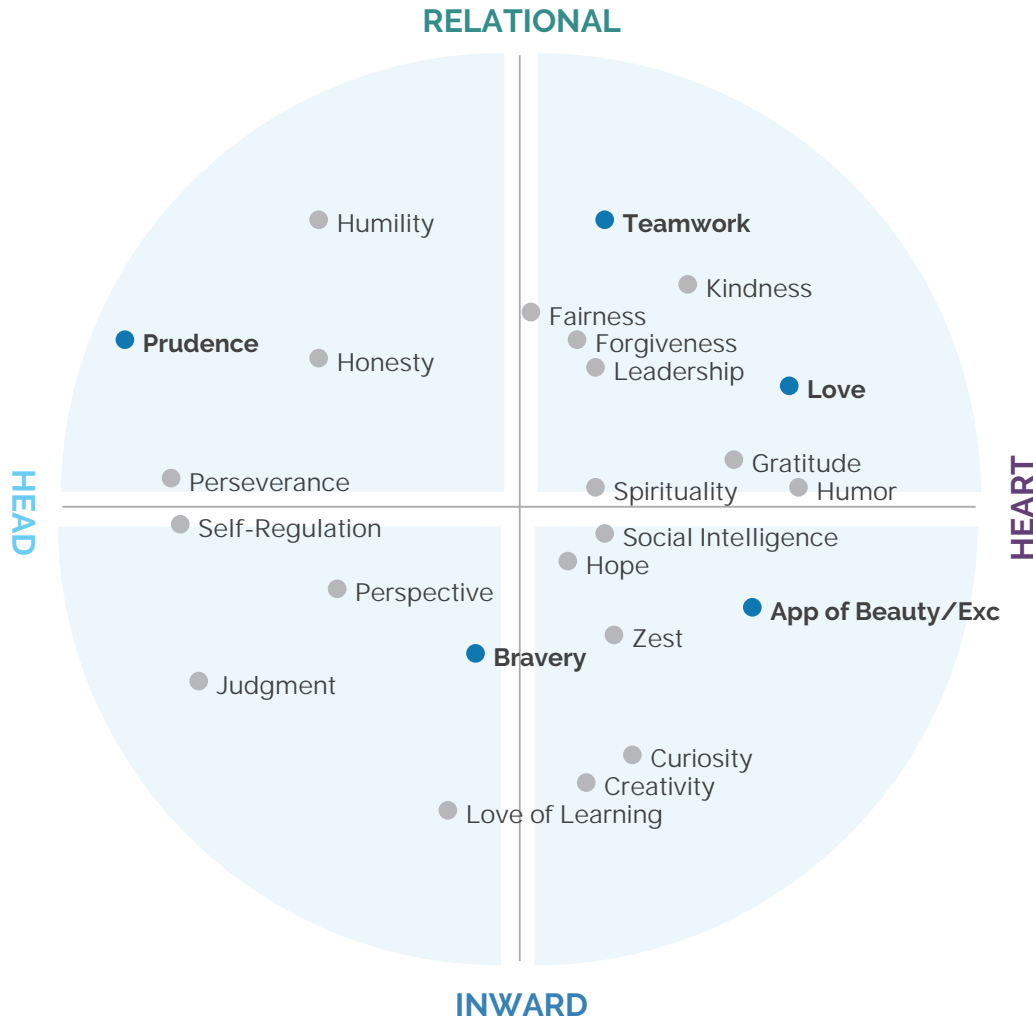 RELATIONAL
Humility
Teamwork
Kindness
Fairness
Prudence
Forgiveness
Honesty
Leadership
Love
Gratitude
Perseverance
Spirituality
Humor
HEAD
HEART
Self-Regulation
Social Intelligence
Hope
Perspective
App of Beauty/Exc
Zest
Bravery
Judgment
Curiosity
Creativity
Love of Learning
INWARD